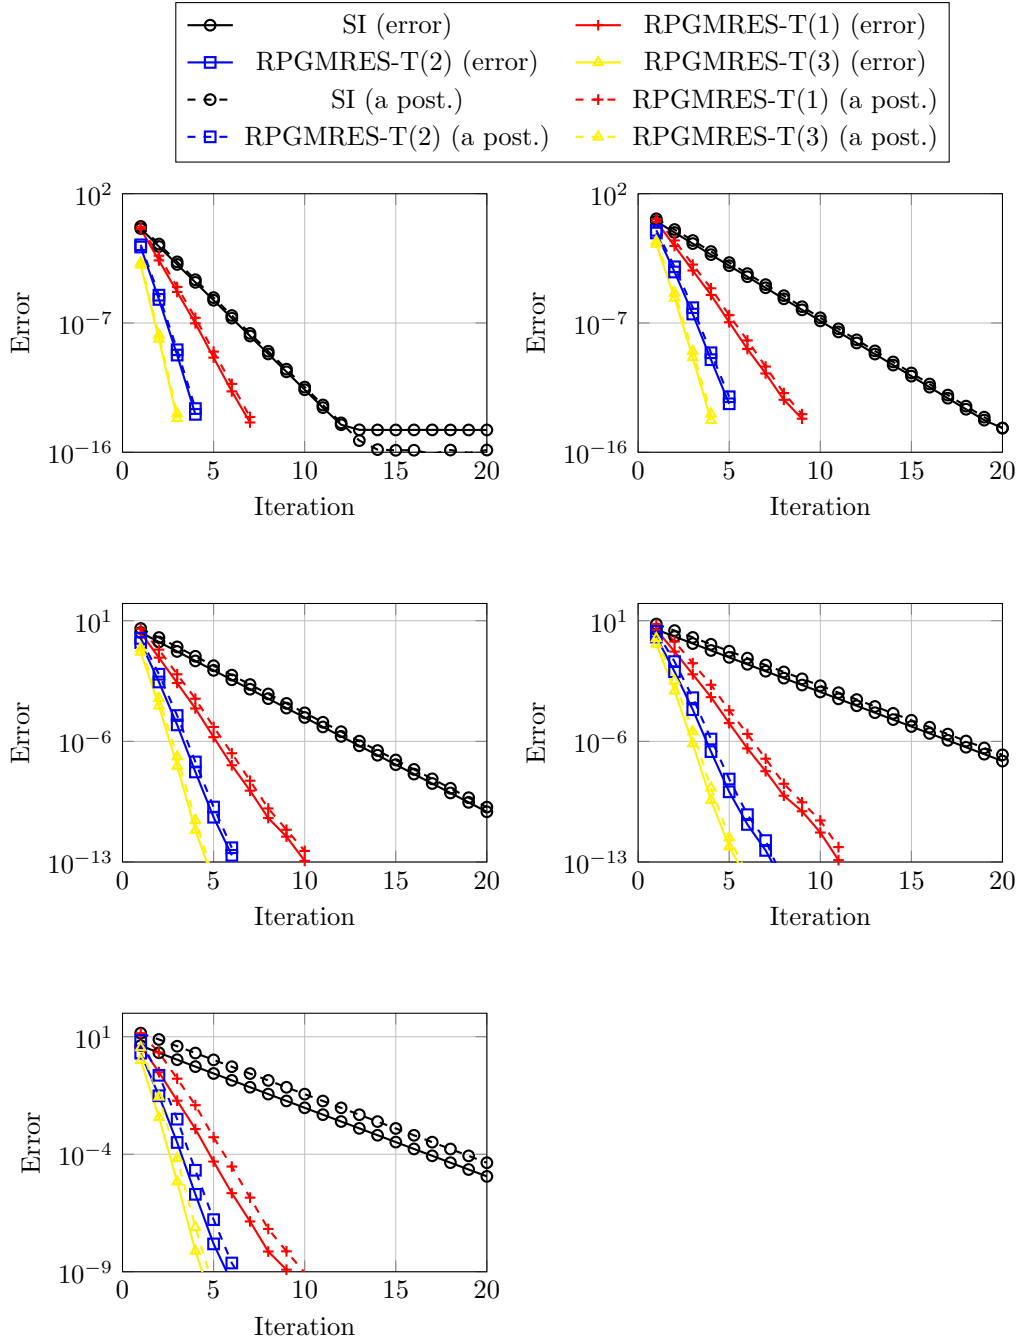 SI (error) RPGMRES-T(1) (error)
RPGMRES-T(2) (error) RPGMRES-T(3) (error)
SI (a post.) RPGMRES-T(1) (a post.)
RPGMRES-T(2) (a post.) RPGMRES-T(3) (a post.)
10^2
10^-7
10^-16
Error
0 5 10 15 20
Iteration
10^2
10^-7
10^-16
Error
0 5 10 15 20
Iteration
10^1
10^-6
10^-13
Error
0 5 10 15 20
Iteration
10^1
10^-6
10^-13
Error
0 5 10 15 20
Iteration
10^1
10^-4
10^-9
Error
0 5 10 15 20
Iteration